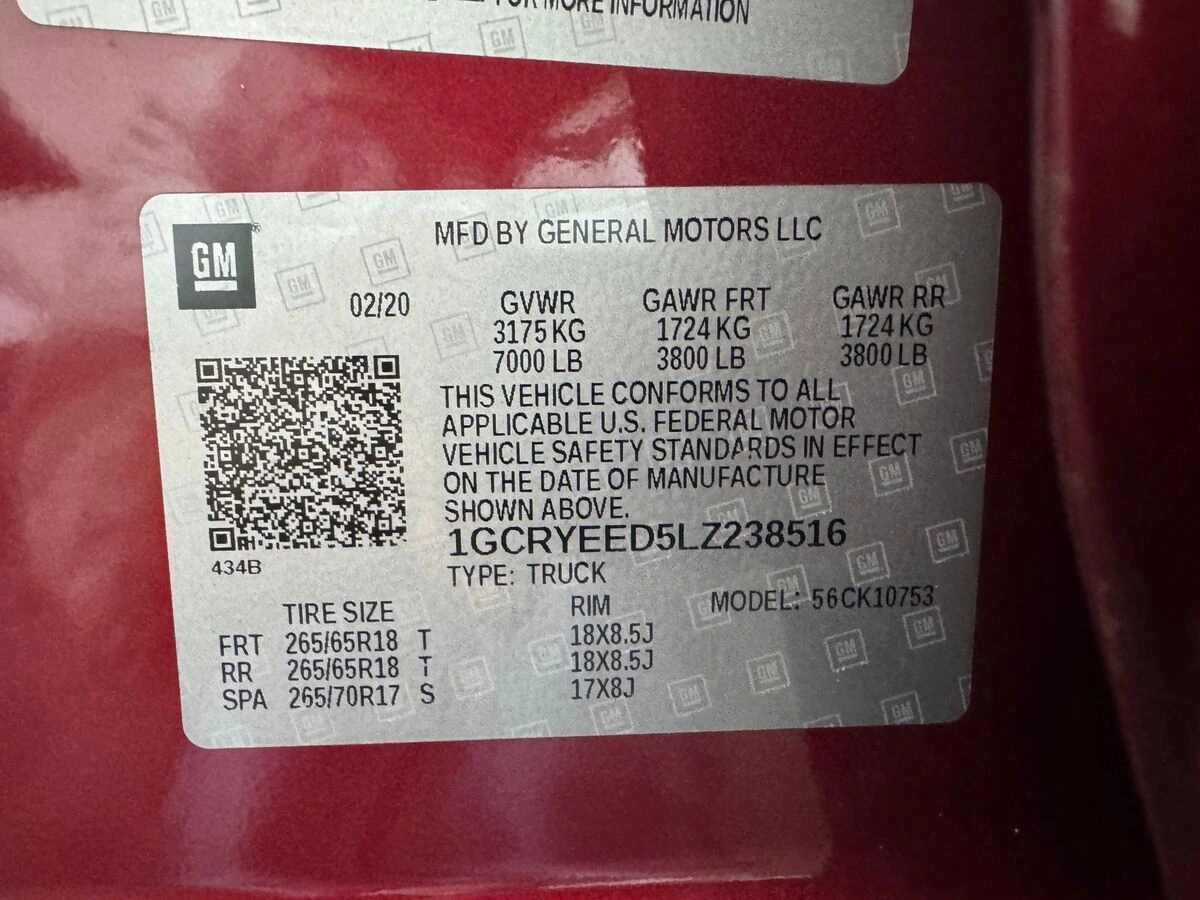 FOR MORE INFORMATION
GM
MFD BY GENERAL MOTORS LLC
02/20
GVWR GAWR FRT GAWR RR
3175 KG 1724 KG 1724 KG
7000 LB 3800 LB 3800 LB
THIS VEHICLE CONFORMS TO ALL
APPLICABLE U.S. FEDERAL MOTOR
VEHICLE SAFETY STANDARDS IN EFFECT
ON THE DATE OF MANUFACTURE
SHOWN ABOVE.
1GCRYEED5LZ238516
434B
TYPE: TRUCK
TIRE SIZE RIM MODEL: 56CK10753
FRT 265/65R18 T 18X8.5J
RR 265/65R18 T 18X8.5J
SPA 265/70R17 S 17X8J